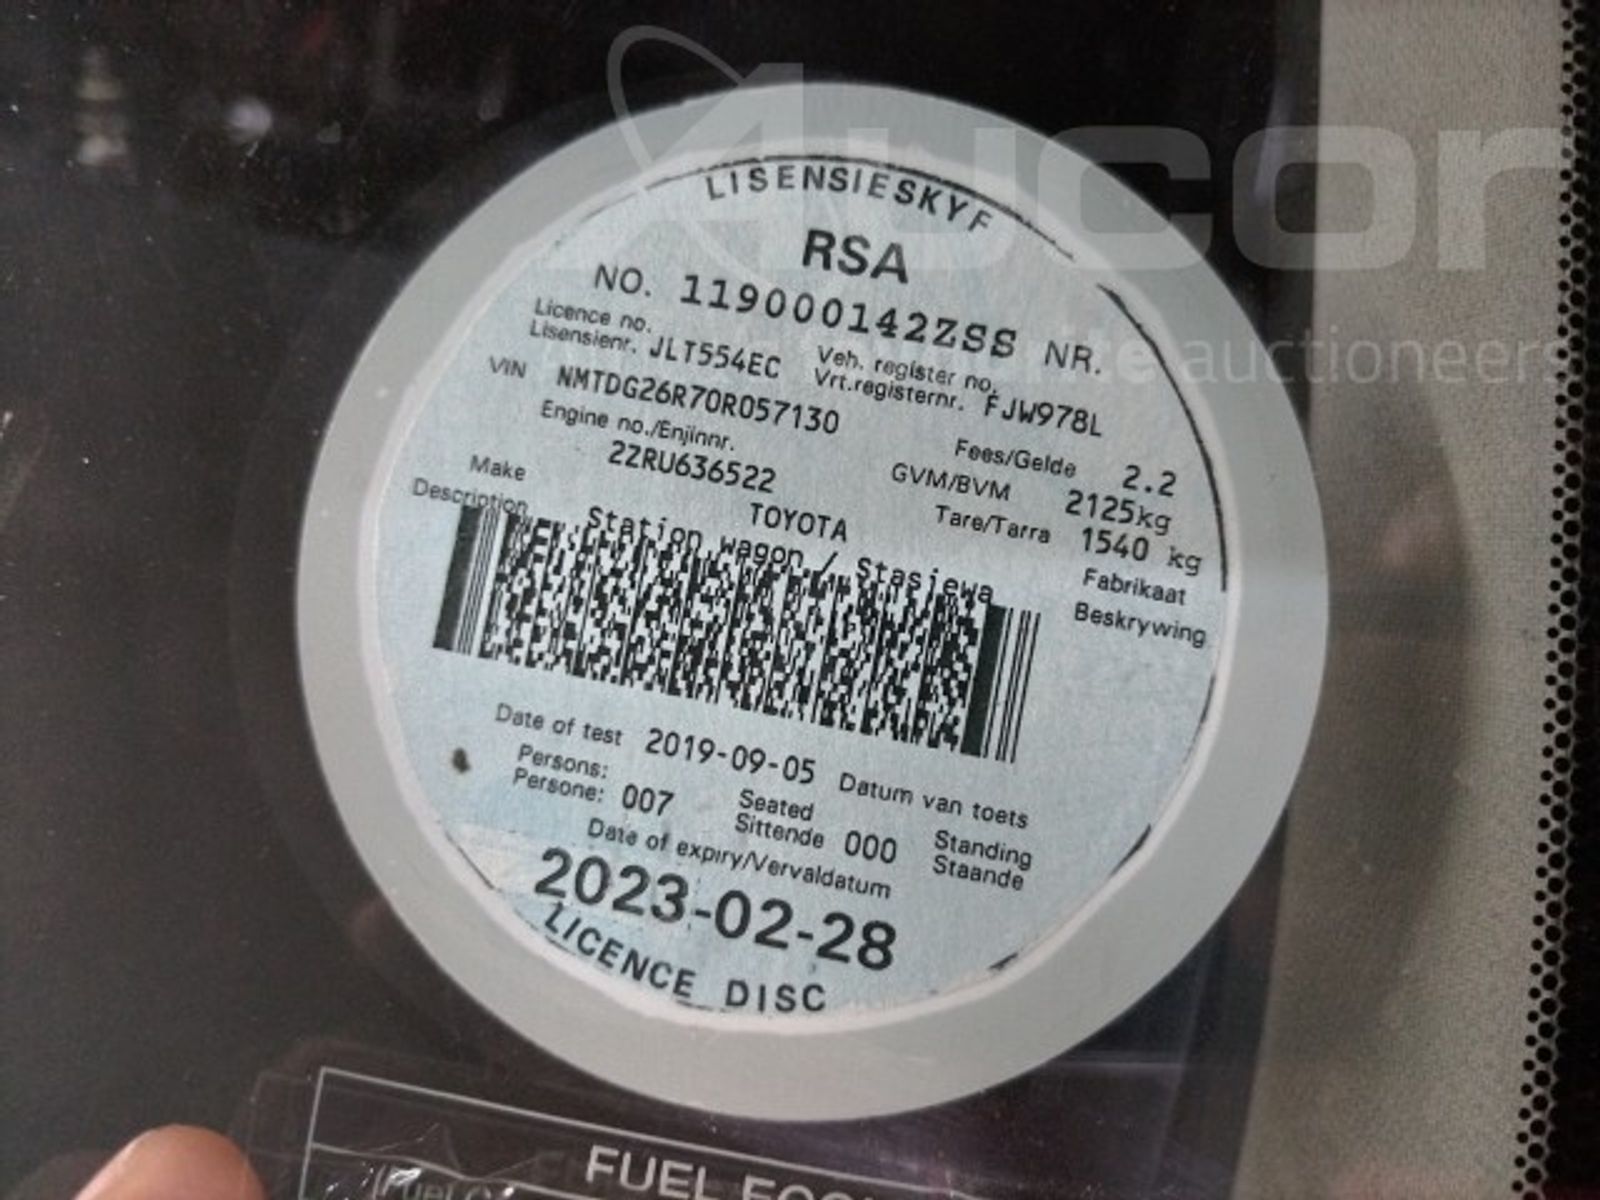 Aucor
auctioneers
LISENSIESKYF
RSA
NO. 119000142ZSS NR.
Licence no. Lisensienr. JLT554EC Veh. register no. Vrt.registernr. FJW978L
VIN NMTDG26R70R057130
Engine no./Enjinnr. Fees/Gelde 2.2
2ZRU636522 GVM/BVM 2125kg
Make TOYOTA Tare/Tarra 1540 kg
Fabrikaat
Description Station wagon / Stasiewa Beskrywing
Date of test 2019-09-05 Datum van toets
Persons: Persone: 007 Seated Sittende 000 Standing Staande
Date of expiry/Vervaldatum
2023-02-28
LICENCE DISC
FUEL
Fuel